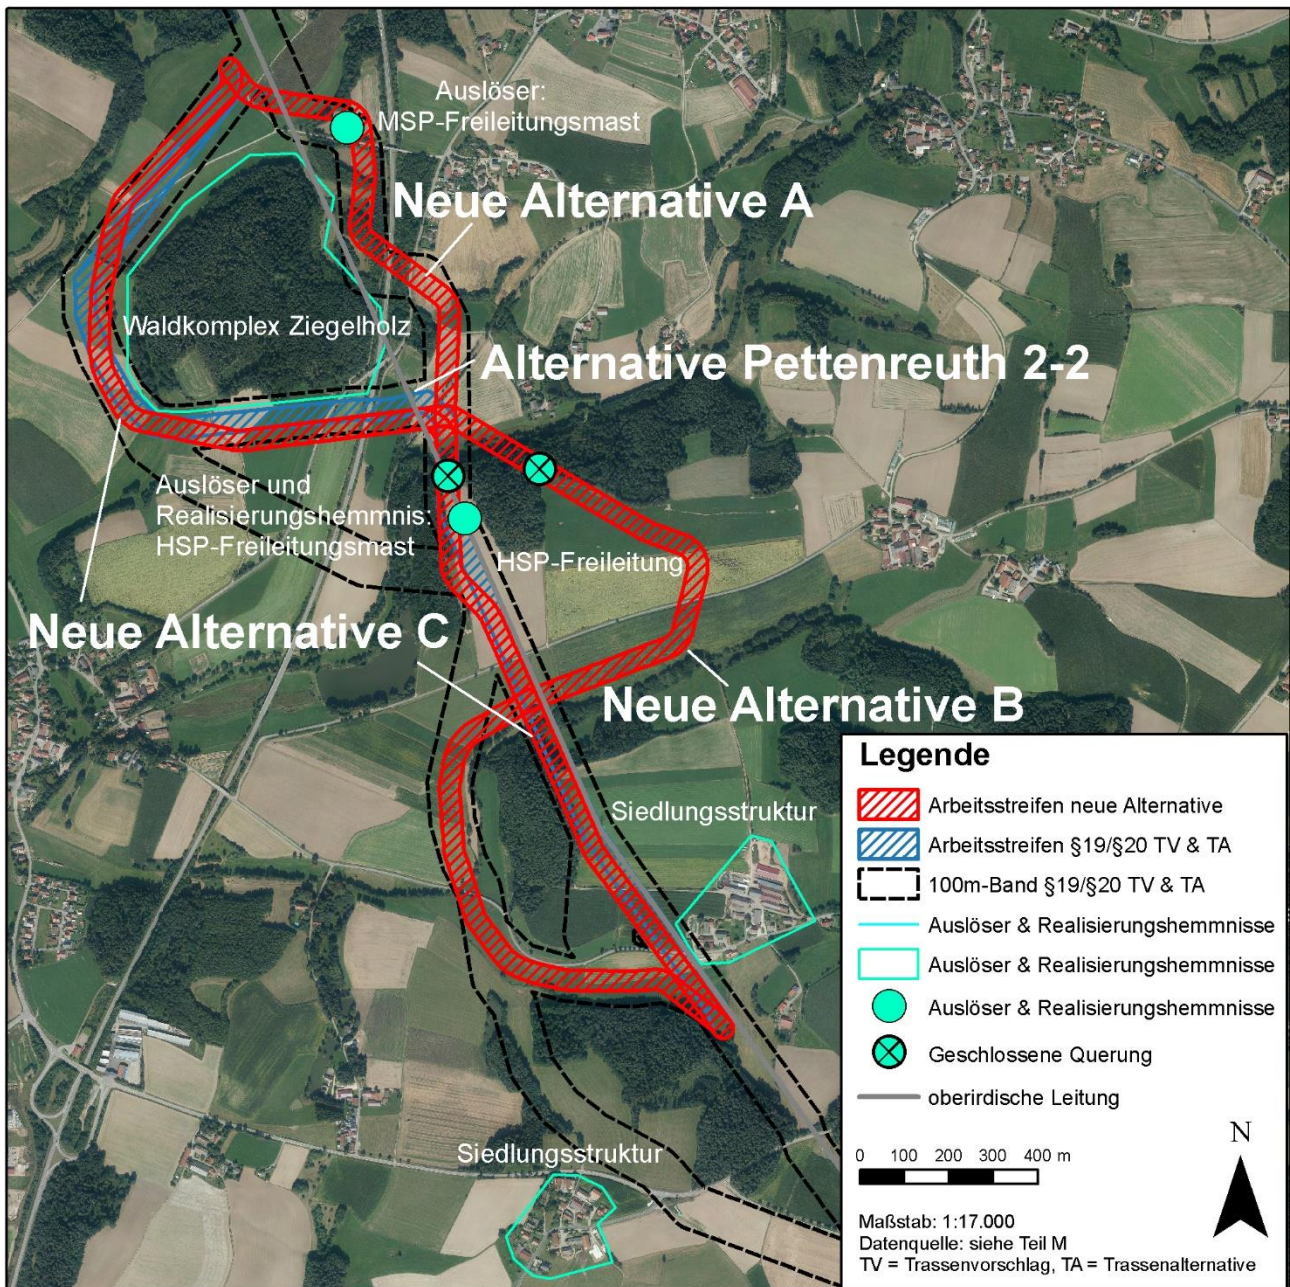 Auslöser:
MSP-Freileitungsmast
Neue Alternative A
Waldkomplex Ziegelholz
Alternative Pettenreuth 2-2
Auslöser und
Realisierungshemmnis:
HSP-Freileitungsmast
HSP-Freileitung
Neue Alternative C
Neue Alternative B
Siedlungsstruktur
Siedlungsstruktur
Legende
Arbeitsstreifen neue Alternative
Arbeitsstreifen §19/§20 TV & TA
100m-Band §19/§20 TV & TA
Auslöser & Realisierungshemmnisse
Auslöser & Realisierungshemmnisse
Auslöser & Realisierungshemmnisse
Geschlossene Querung
oberirdische Leitung
N
0 100 200 300 400 m
Maßstab: 1:17.000
Datenquelle: siehe Teil M
TV = Trassenvorschlag, TA = Trassenalternative